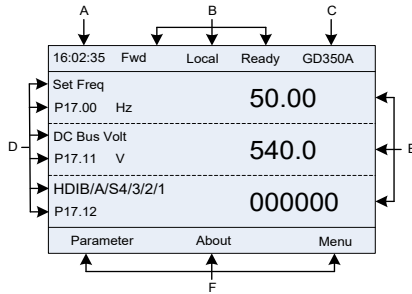 A B C
16:02:35 Fwd Local Ready GD350A
Set Freq
P17.00 Hz 50.00
DC Bus Volt
D P17.11 V 540.0 E
HDIB/A/S4/3/2/1
P17.12 000000
Parameter About Menu
F